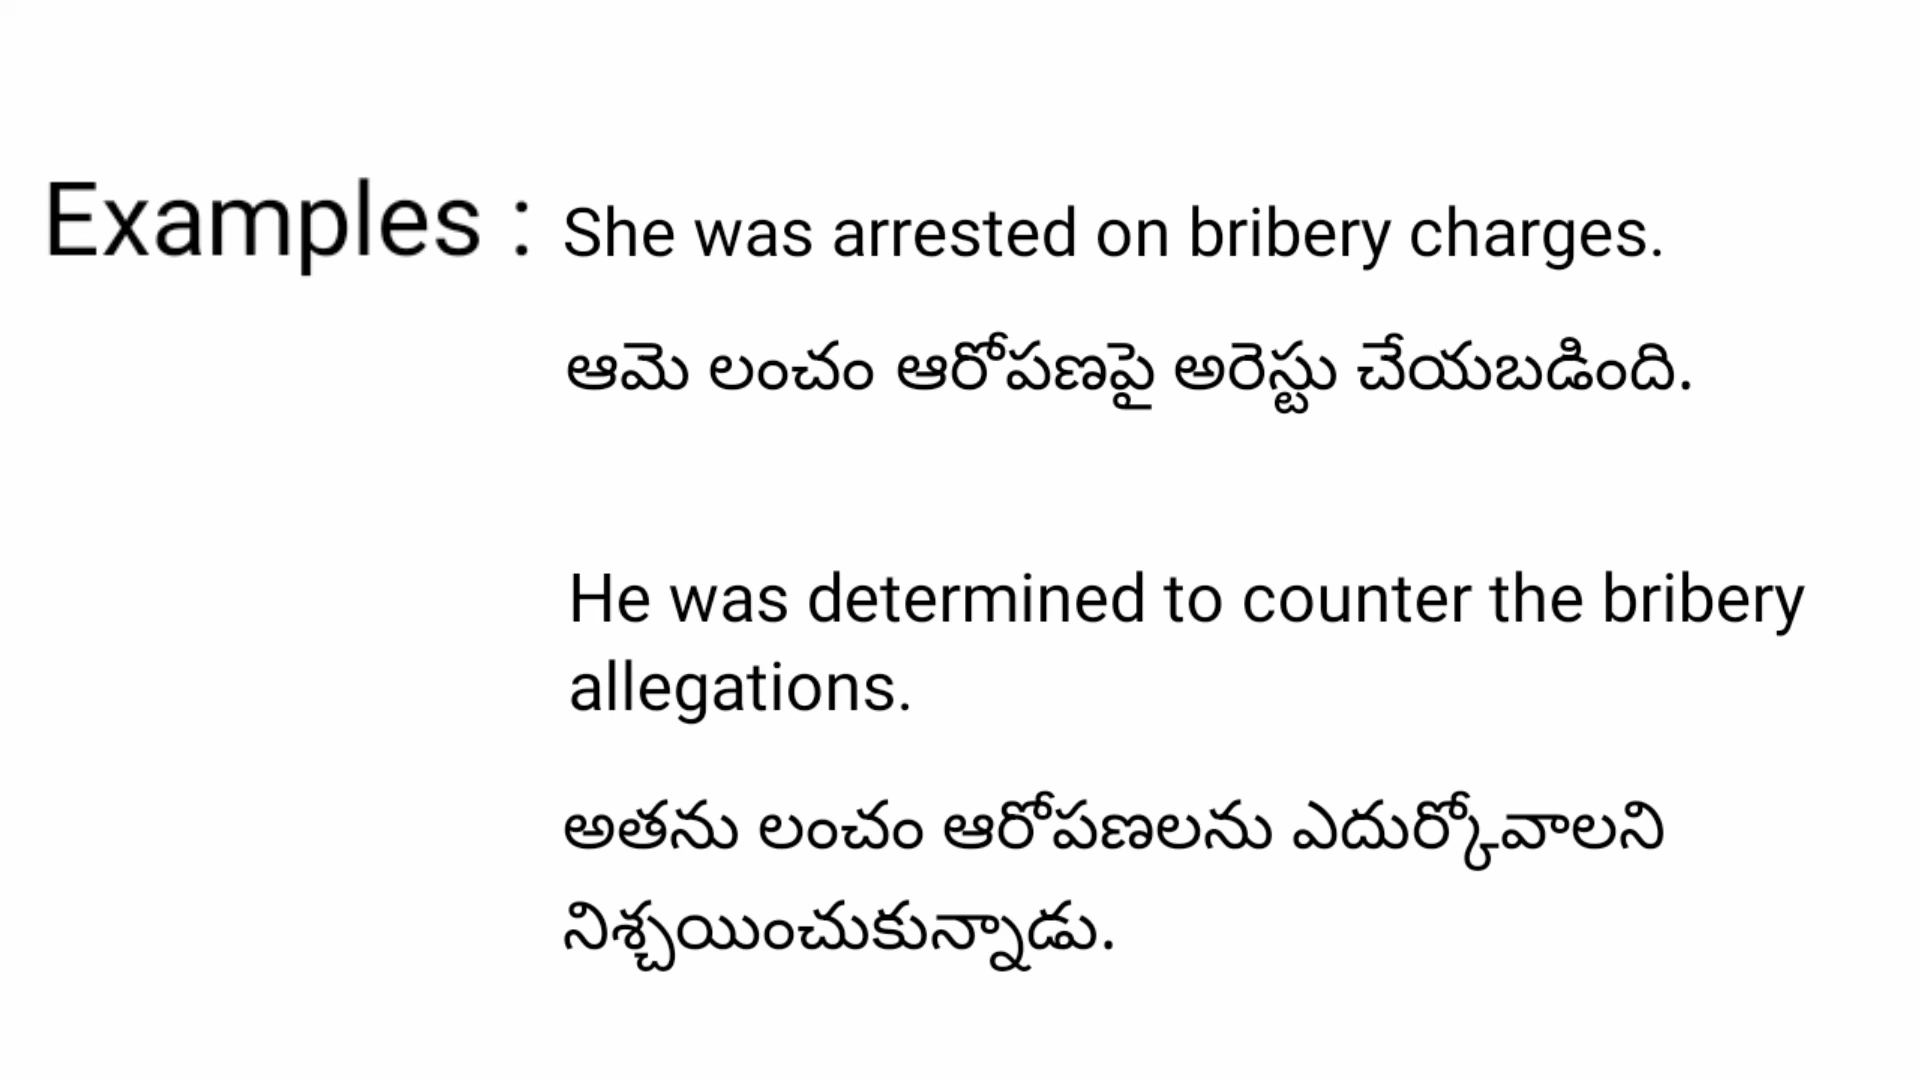 Examples : She was arrested on bribery charges.
ఆమె లంచం ఆరోపణపై అరెస్టు చేయబడింది.
He was determined to counter the bribery
allegations.
అతను లంచం ఆరోపణలను ఎదుర్కోవాలని
నిశ్చయించుకున్నాడు.